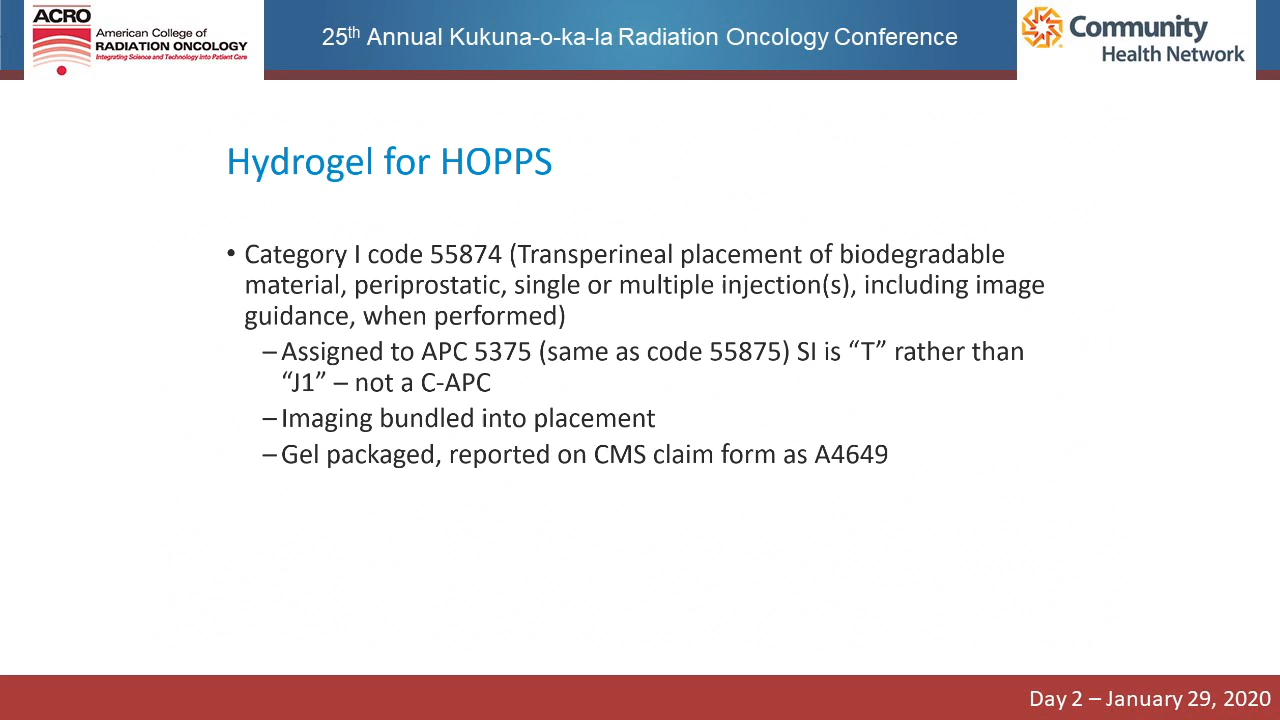 ACRO
American College of
RADIATION ONCOLOGY
Integrating Science and Technology Into Patient Care
25th Annual Kukuna-o-ka-la Radiation Oncology Conference
Community
Health Network
Hydrogel for HOPPS
• Category I code 55874 (Transperineal placement of biodegradable
material, periprostatic, single or multiple injection(s), including image
guidance, when performed)
– Assigned to APC 5375 (same as code 55875) SI is “T” rather than
“J1” – not a C-APC
– Imaging bundled into placement
– Gel packaged, reported on CMS claim form as A4649
Day 2 – January 29, 2020